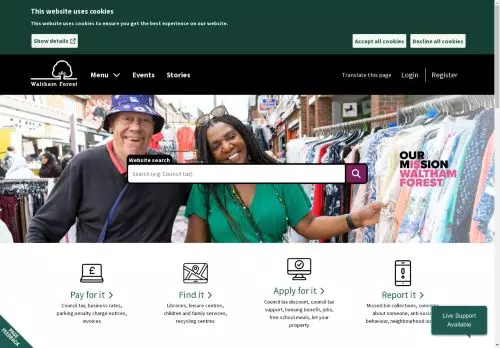 This website uses cookies
This website uses cookies to ensure you get the best experience on our website.
Show details
Accept all cookies
Decline all cookies
Waltham Forest
Menu
Events
Stories
Translate this page
Login
Register
Website search
Search (e.g. Council tax)
OUR
MISSION
WALTHAM
FOREST
Pay for it
Council tax, business rates,
parking penalty charge notices,
invoices
Find it
Libraries, leisure centres,
children and family services,
recycling centres
Apply for it
Council tax discount, council tax
support, housing benefit, jobs,
free school meals, let your
property
Report it
Missed bin collections, concerns
about someone, anti-social
behaviour, neighbourhood
Live Support
Available
PAGE
FEEDBACK